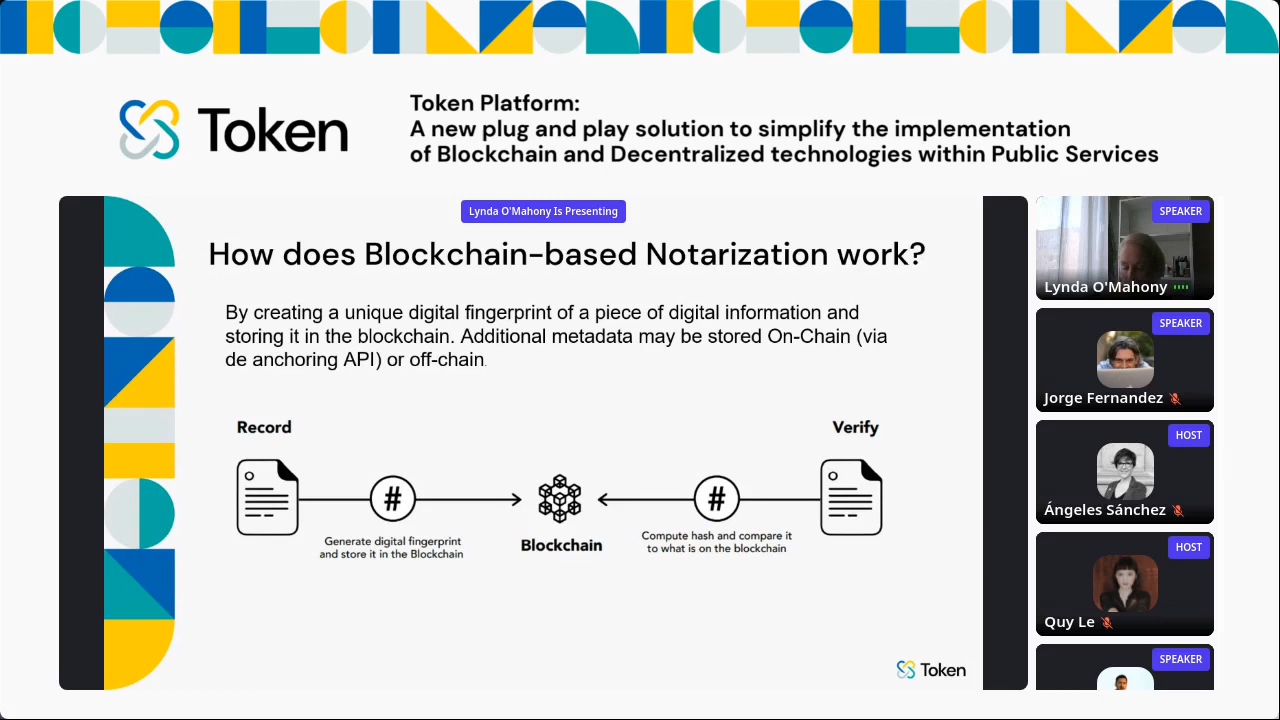 Token
Token Platform:
A new plug and play solution to simplify the implementation
of Blockchain and Decentralized technologies within Public Services
Lynda O'Mahony Is Presenting
How does Blockchain-based Notarization work?
By creating a unique digital fingerprint of a piece of digital information and
storing it in the blockchain. Additional metadata may be stored On-Chain (via
de anchoring API) or off-chain.
Record
Verify
#
#
Generate digital fingerprint
and store it in the Blockchain
Blockchain
Compute hash and compare it
to what is on the blockchain
Token
SPEAKER
Lynda O'Mahony
SPEAKER
Jorge Fernandez
HOST
Ángeles Sánchez
HOST
Quy Le
SPEAKER